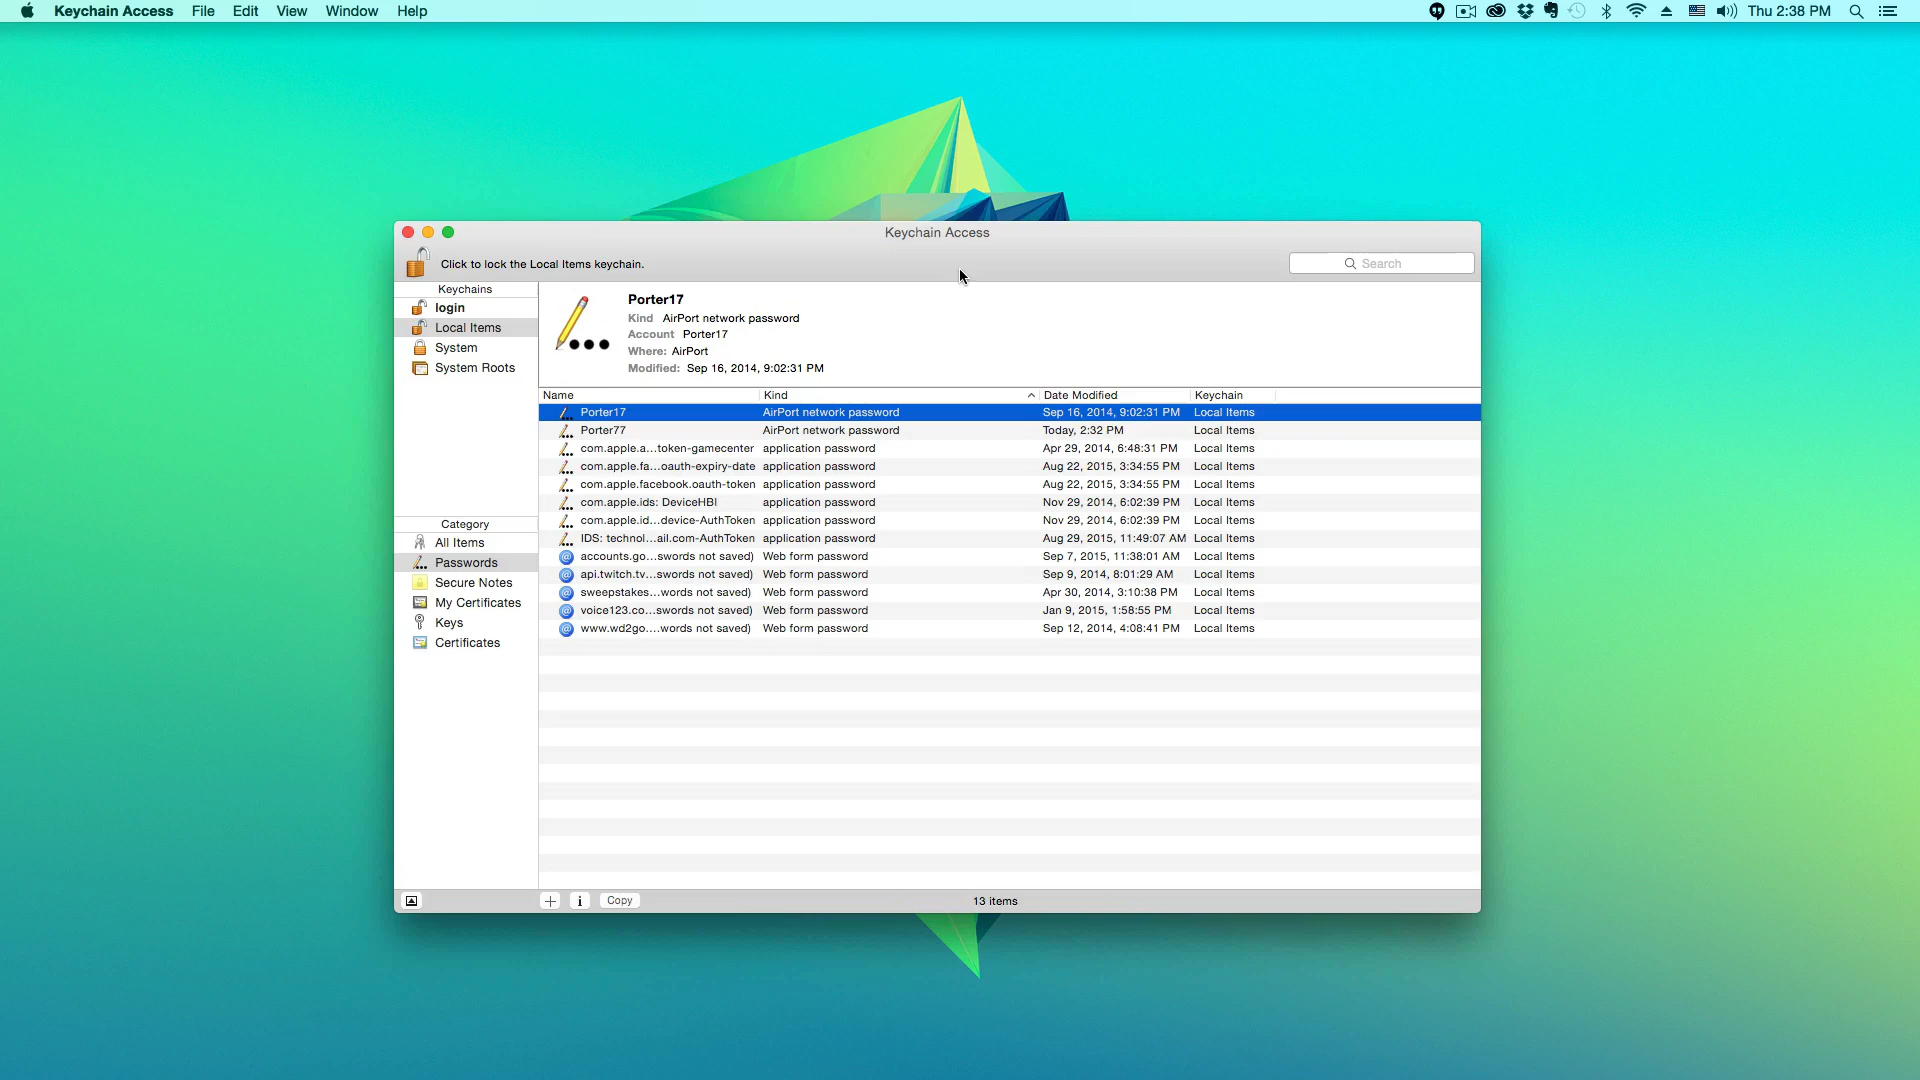 Keychain Access File Edit View Window Help
Thu 2:38 PM
Keychain Access
Click to lock the Local Items keychain.
Search
Keychains
login
Local Items
System
System Roots
Porter17
Kind AirPort network password
Account Porter17
Where: AirPort
Modified: Sep 16, 2014, 9:02:31 PM
Name Kind Date Modified Keychain
Porter17 AirPort network password Sep 16, 2014, 9:02:31 PM Local Items
Porter77 AirPort network password Today, 2:32 PM Local Items
com.apple.a...token-gamecenter application password Apr 29, 2014, 6:48:31 PM Local Items
com.apple.fa...oauth-expiry-date application password Aug 22, 2015, 3:34:55 PM Local Items
com.apple.facebook.oauth-token application password Aug 22, 2015, 3:34:55 PM Local Items
com.apple.ids: DeviceHBI application password Nov 29, 2014, 6:02:39 PM Local Items
com.apple.id...device-AuthToken application password Nov 29, 2014, 6:02:39 PM Local Items
IDS: technol...ail.com-AuthToken application password Aug 29, 2015, 11:49:07 AM Local Items
accounts.go...swords not saved) Web form password Sep 7, 2015, 11:38:01 AM Local Items
api.twitch.tv...swords not saved) Web form password Sep 9, 2014, 8:01:29 AM Local Items
sweepstakes...words not saved) Web form password Apr 30, 2014, 3:10:38 PM Local Items
voice123.co...swords not saved) Web form password Jan 9, 2015, 1:58:55 PM Local Items
www.wd2go....words not saved) Web form password Sep 12, 2014, 4:08:41 PM Local Items
Category
All Items
Passwords
Secure Notes
My Certificates
Keys
Certificates
Copy
13 items